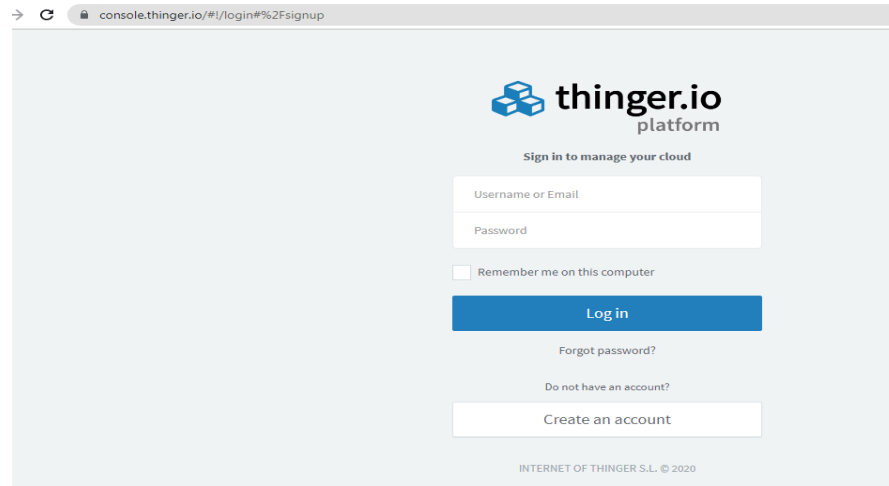 console.thinger.io/#!/login#%2Fsignup
thinger.io
platform
Sign in to manage your cloud
Username or Email
Password
Remember me on this computer
Log in
Forgot password?
Do not have an account?
Create an account
INTERNET OF THINGER S.L. © 2020